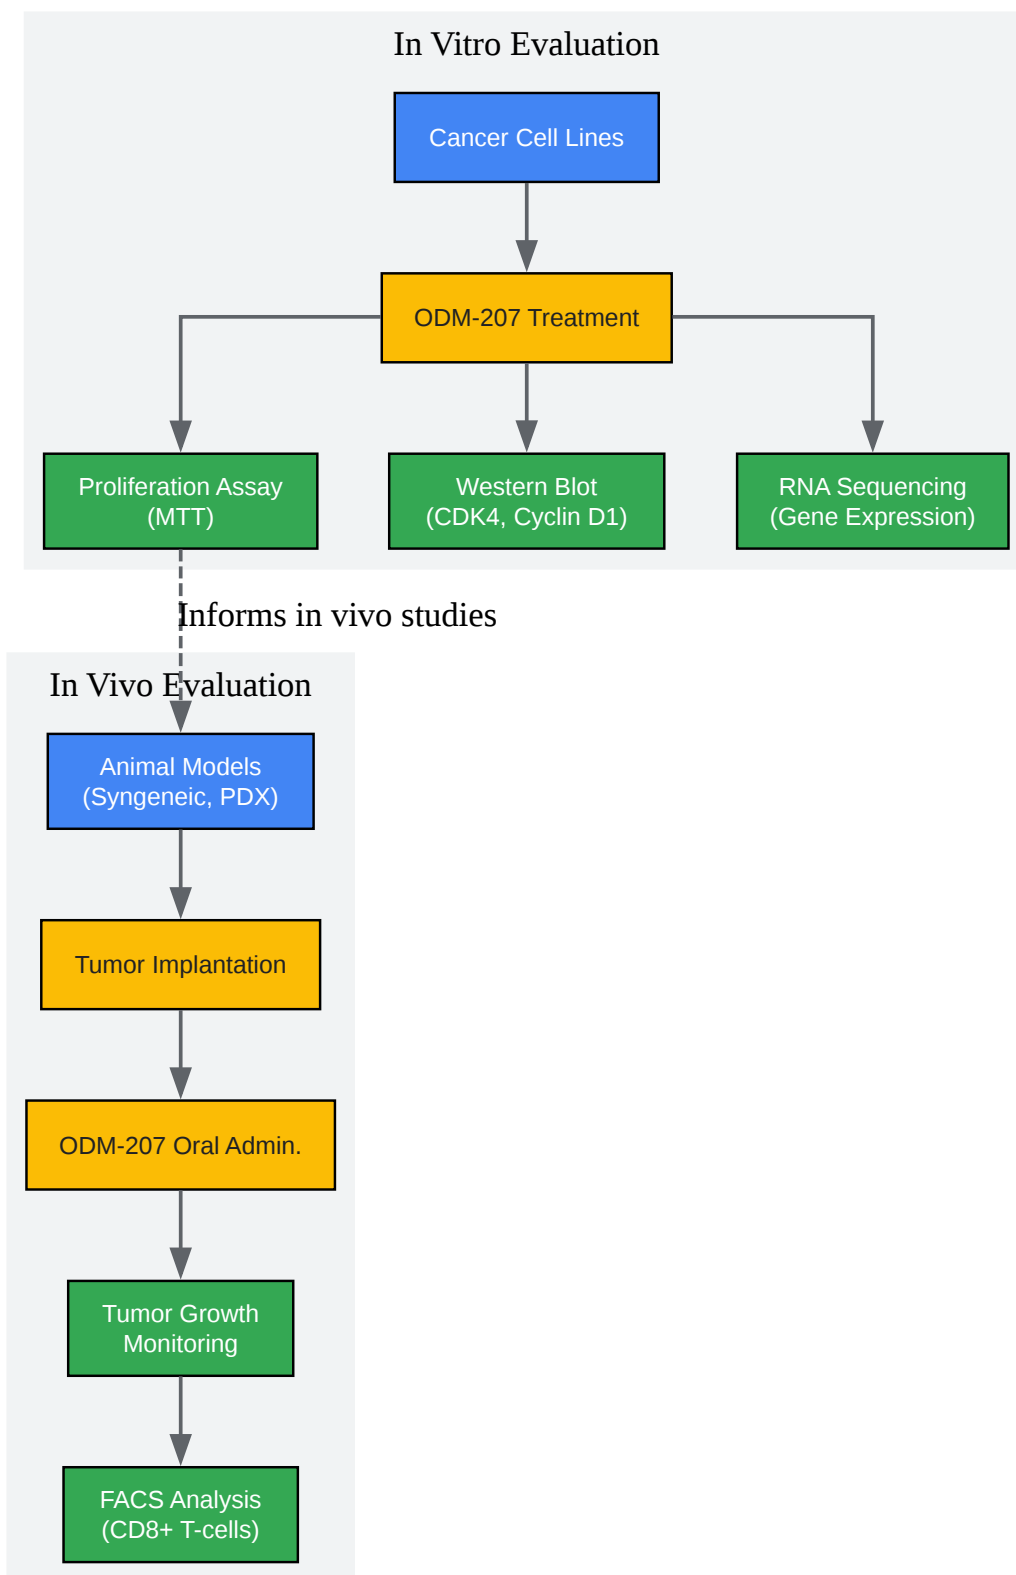 In Vitro Evaluation
Cancer Cell Lines
ODM-207 Treatment
Proliferation Assay
(MTT)
Western Blot
(CDK4, Cyclin D1)
RNA Sequencing
(Gene Expression)
Informs in vivo studies
In Vivo Evaluation
Animal Models
(Syngeneic, PDX)
Tumor Implantation
ODM-207 Oral Admin.
Tumor Growth
Monitoring
FACS Analysis
(CD8+ T-cells)